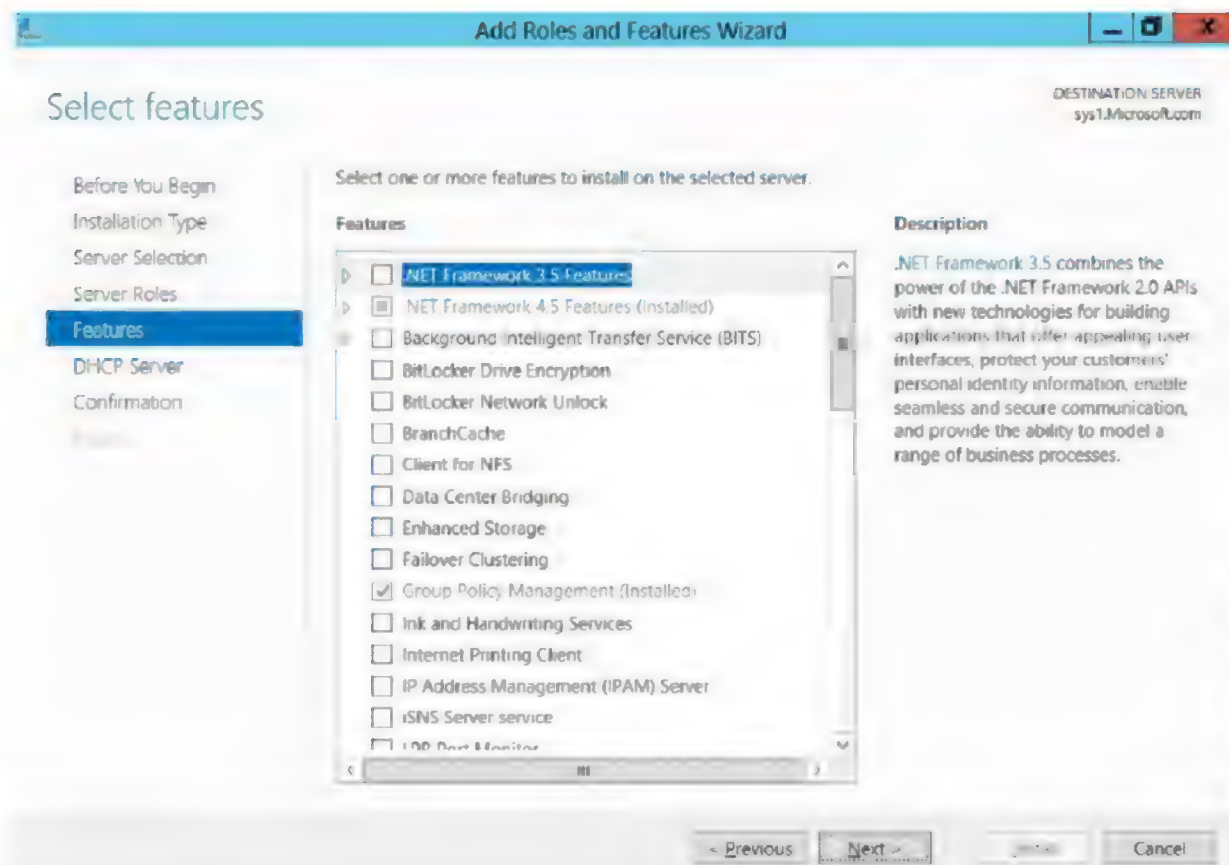 Add Roles and Features Wizard
Select features
DESTINATION SERVER
sys1.Microsoft.com
Before You Begin
Installation Type
Server Selection
Server Roles
Features
DHCP Server
Confirmation
Select one or more features to install on the selected server.
Features
.NET Framework 3.5 Features
.NET Framework 4.5 Features (Installed)
Background Intelligent Transfer Service (BITS)
BitLocker Drive Encryption
BitLocker Network Unlock
BranchCache
Client for NFS
Data Center Bridging
Enhanced Storage
Failover Clustering
Group Policy Management (Installed)
Ink and Handwriting Services
Internet Printing Client
IP Address Management (IPAM) Server
iSNS Server service
LPR Port Monitor
Description
.NET Framework 3.5 combines the
power of the .NET Framework 2.0 APIs
with new technologies for building
applications that offer appealing user
interfaces, protect your customers'
personal identity information, enable
seamless and secure communication,
and provide the ability to model a
range of business processes.
< Previous
Next >
Cancel